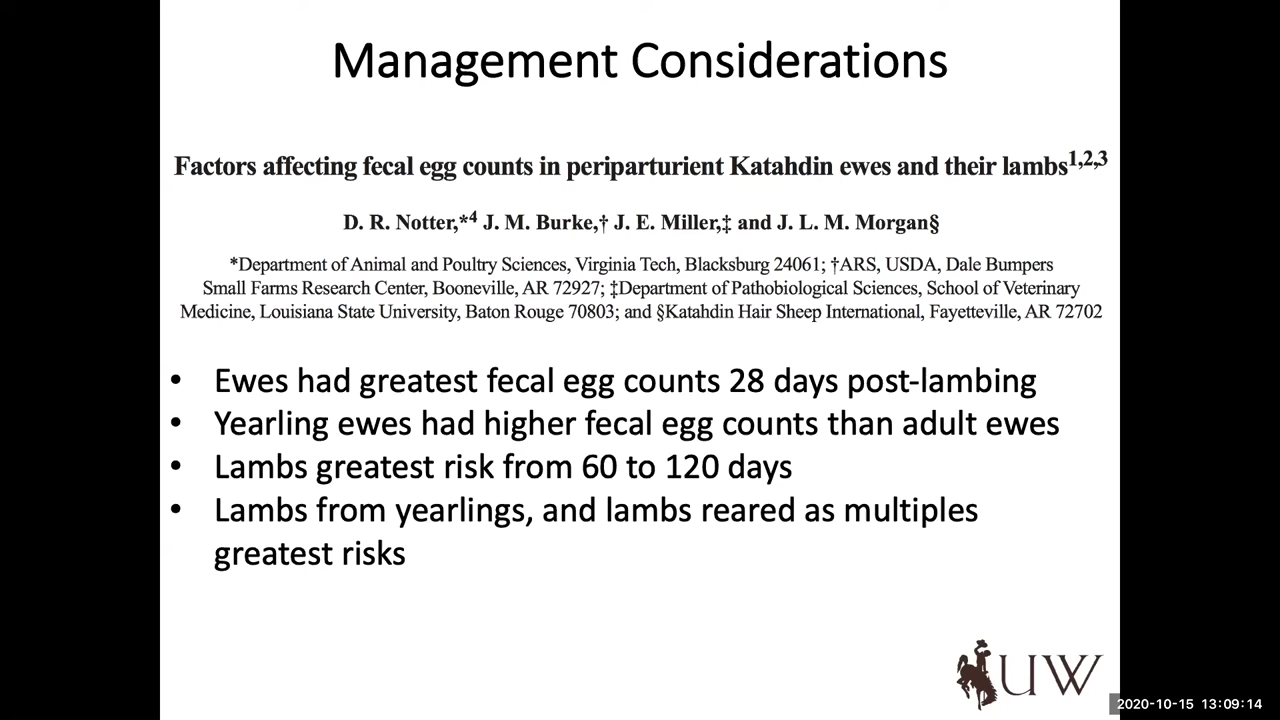 Management Considerations
Factors affecting fecal egg counts in periparturient Katahdin ewes and their lambs1,2,3
D. R. Notter,*4 J. M. Burke,† J. E. Miller,‡ and J. L. M. Morgan§
*Department of Animal and Poultry Sciences, Virginia Tech, Blacksburg 24061; †ARS, USDA, Dale Bumpers
Small Farms Research Center, Booneville, AR 72927; ‡Department of Pathobiological Sciences, School of Veterinary
Medicine, Louisiana State University, Baton Rouge 70803; and §Katahdin Hair Sheep International, Fayetteville, AR 72702
• Ewes had greatest fecal egg counts 28 days post-lambing
• Yearling ewes had higher fecal egg counts than adult ewes
• Lambs greatest risk from 60 to 120 days
• Lambs from yearlings, and lambs reared as multiples
greatest risks
UW
2020-10-15 13:09:14